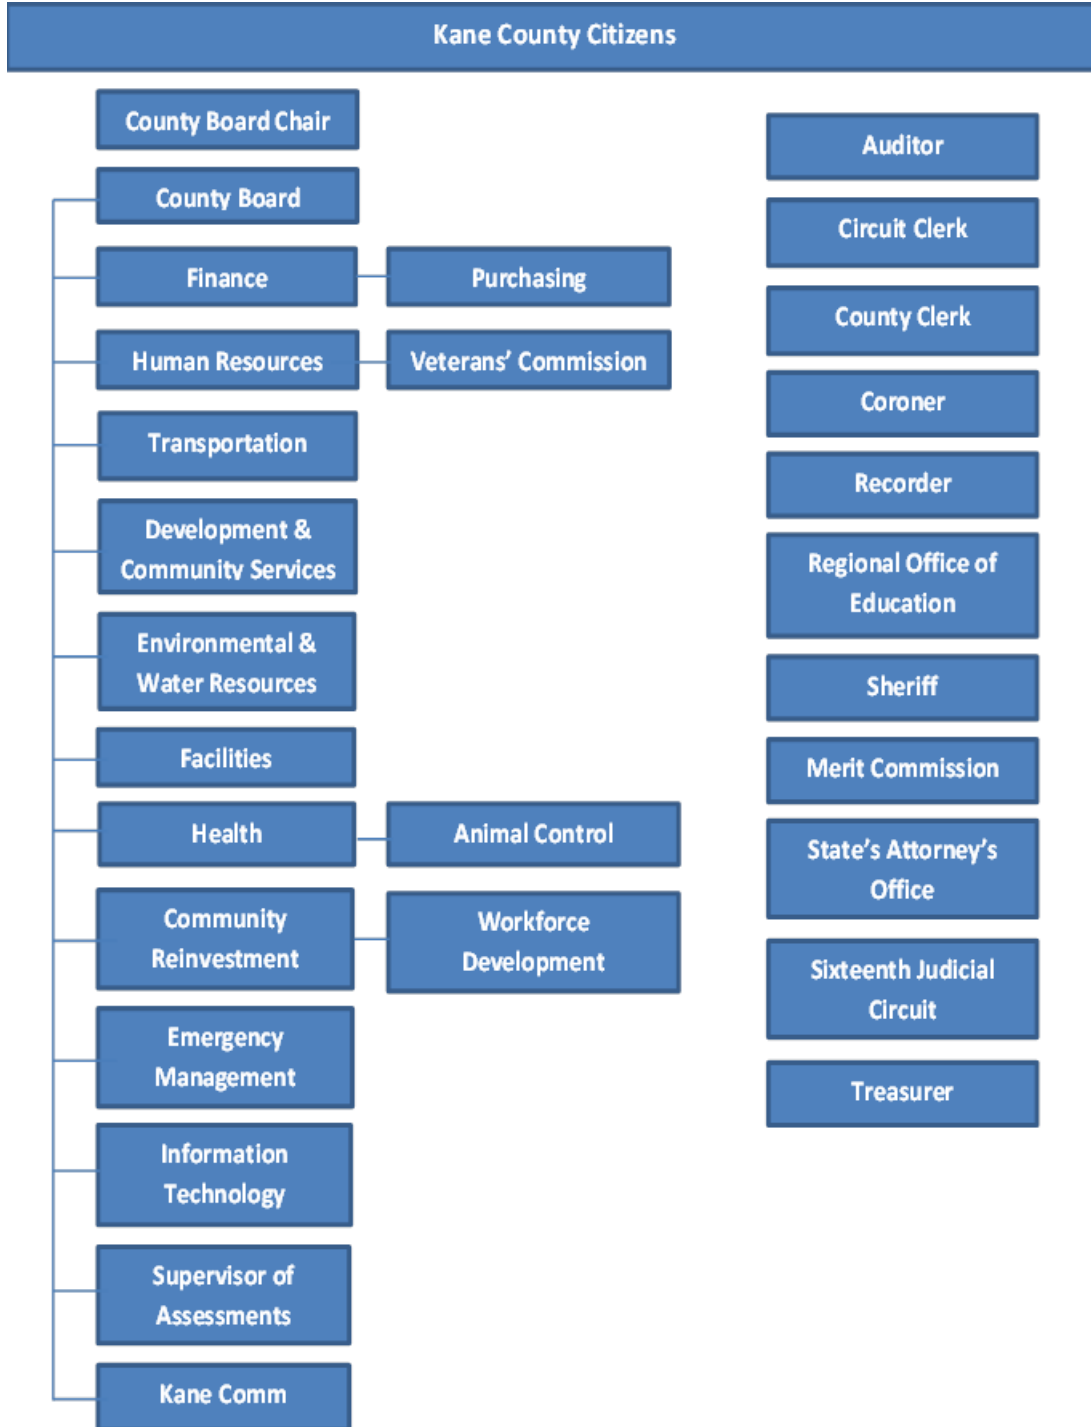 Kane County Citizens
County Board Chair
County Board
Finance
Purchasing
Human Resources
Veterans’ Commission
Transportation
Development &
Community Services
Environmental &
Water Resources
Facilities
Health
Animal Control
Community
Reinvestment
Workforce
Development
Emergency
Management
Information
Technology
Supervisor of
Assessments
Kane Comm
Auditor
Circuit Clerk
County Clerk
Coroner
Recorder
Regional Office of
Education
Sheriff
Merit Commission
State’s Attorney’s
Office
Sixteenth Judicial
Circuit
Treasurer